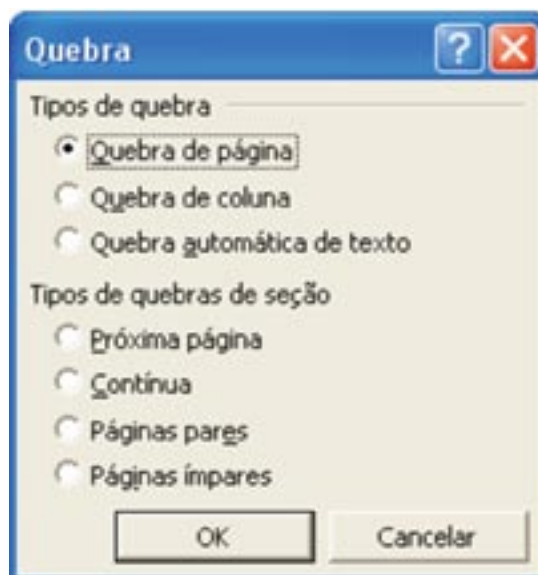 Quebra
Tipos de quebra
Quebra de página
Quebra de coluna
Quebra automática de texto
Tipos de quebras de seção
Próxima página
Contínua
Páginas pares
Páginas ímpares
OK Cancelar